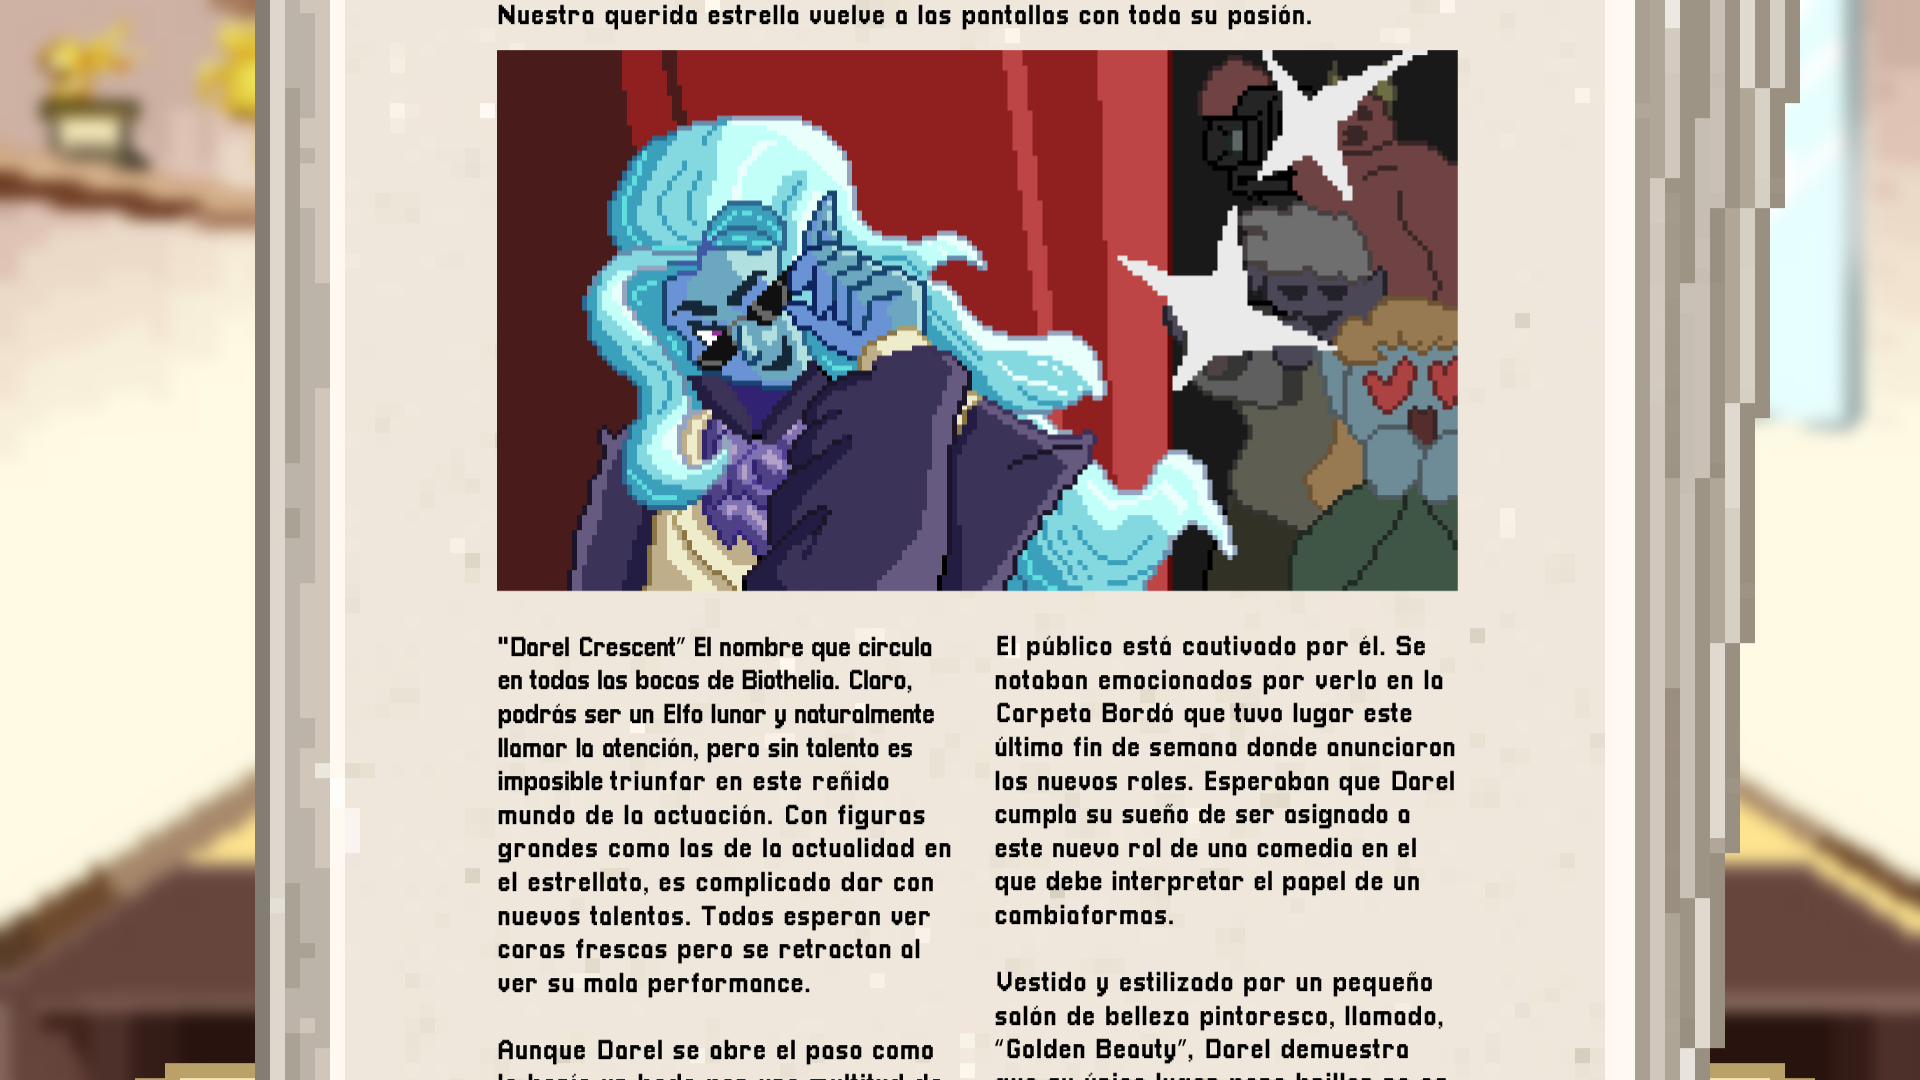 Nuestra querida estrella vuelve a las pantallas con toda su pasión.
"Darel Crescent" El nombre que circula
en todas las bocas de Biothelia. Claro,
podrás ser un Elfo lunar y naturalmente
llamar la atención, pero sin talento es
imposible triunfar en este reñido
mundo de la actuación. Con figuras
grandes como las de la actualidad en
el estrellato, es complicado dar con
nuevos talentos. Todos esperan ver
caras frescas pero se retractan al
ver su mala performance.
Aunque Darel se abre el paso como
El público está cautivado por él. Se
notaban emocionados por verlo en la
Carpeta Bordó que tuvo lugar este
último fin de semana donde anunciaron
los nuevos roles. Esperaban que Darel
cumpla su sueño de ser asignado a
este nuevo rol de una comedia en el
que debe interpretar el papel de un
cambiaformas.
Vestido y estilizado por un pequeño
salón de belleza pintoresco, llamado,
"Golden Beauty", Darel demuestra